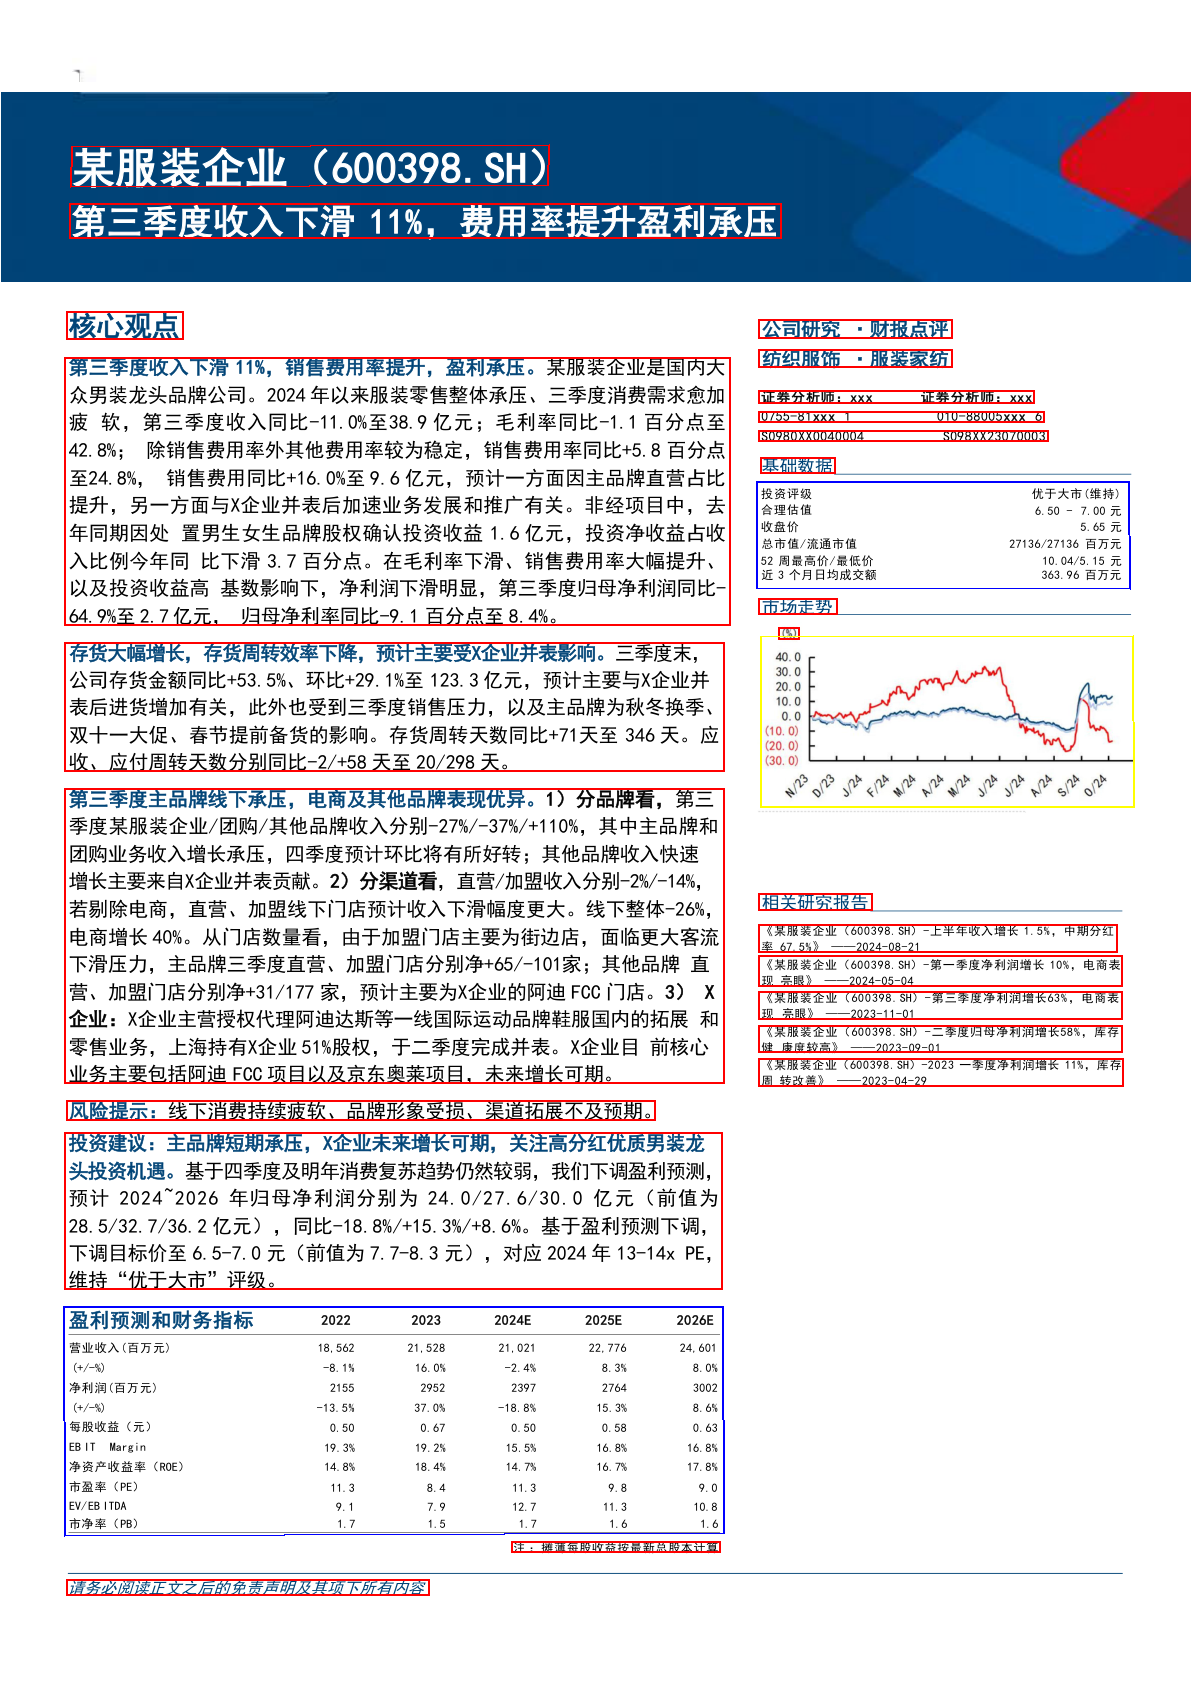 某服装企业（600398.SH）
第三季度收入下滑 11%，费用率提升盈利承压
核心观点
第三季度收入下滑 11%，销售费用率提升，盈利承压。某服装企业是国内大
众男装龙头品牌公司。2024 年以来服装零售整体承压、三季度消费需求愈加
疲 软，第三季度收入同比-11.0%至38.9 亿元；毛利率同比-1.1 百分点至
42.8%； 除销售费用率外其他费用率较为稳定，销售费用率同比+5.8 百分点
至24.8%， 销售费用同比+16.0%至 9.6 亿元，预计一方面因主品牌直营占比
提升，另一方面与X企业并表后加速业务发展和推广有关。非经项目中，去
年同期因处 置男生女生品牌股权确认投资收益 1.6 亿元，投资净收益占收
入比例今年同 比下滑 3.7 百分点。在毛利率下滑、销售费用率大幅提升、
以及投资收益高 基数影响下，净利润下滑明显，第三季度归母净利润同比-
64.9%至 2.7 亿元， 归母净利率同比-9.1 百分点至 8.4%。
存货大幅增长，存货周转效率下降，预计主要受X企业并表影响。三季度末，
公司存货金额同比+53.5%、环比+29.1%至 123.3 亿元，预计主要与X企业并
表后进货增加有关，此外也受到三季度销售压力，以及主品牌为秋冬换季、
双十一大促、春节提前备货的影响。存货周转天数同比+71天至 346 天。应
收、应付周转天数分别同比-2/+58 天至 20/298 天。
第三季度主品牌线下承压，电商及其他品牌表现优异。1）分品牌看，第三
季度某服装企业/团购/其他品牌收入分别-27%/-37%/+110%，其中主品牌和
团购业务收入增长承压，四季度预计环比将有所好转；其他品牌收入快速
增长主要来自X企业并表贡献。2）分渠道看，直营/加盟收入分别-2%/-14%，
若剔除电商，直营、加盟线下门店预计收入下滑幅度更大。线下整体-26%，
电商增长 40%。从门店数量看，由于加盟门店主要为街边店，面临更大客流
下滑压力，主品牌三季度直营、加盟门店分别净+65/-101家；其他品牌 直
营、加盟门店分别净+31/177 家，预计主要为X企业的阿迪 FCC 门店。3） X
企业：X企业主营授权代理阿迪达斯等一线国际运动品牌鞋服国内的拓展 和
零售业务，上海持有X企业 51%股权，于二季度完成并表。X企业目 前核心
业务主要包括阿迪 FCC 项目以及京东奥莱项目，未来增长可期。
风险提示：线下消费持续疲软、品牌形象受损、渠道拓展不及预期。
投资建议：主品牌短期承压，X企业未来增长可期，关注高分红优质男装龙
头投资机遇。基于四季度及明年消费复苏趋势仍然较弱，我们下调盈利预测，
预计 2024~2026 年归母净利润分别为 24.0/27.6/30.0 亿元（前值为
28.5/32.7/36.2 亿元），同比-18.8%/+15.3%/+8.6%。基于盈利预测下调，
下调目标价至 6.5-7.0 元（前值为 7.7-8.3 元），对应 2024 年 13-14x PE，
维持“优于大市”评级。
盈利预测和财务指标 2022 2023 2024E 2025E 2026E
营业收入(百万元) 18,562 21,528 21,021 22,776 24,601
(+/-%) -8.1% 16.0% -2.4% 8.3% 8.0%
净利润(百万元) 2155 2952 2397 2764 3002
(+/-%) -13.5% 37.0% -18.8% 15.3% 8.6%
每股收益（元） 0.50 0.67 0.50 0.58 0.63
EBIT Margin 19.3% 19.2% 15.5% 16.8% 16.8%
净资产收益率（ROE） 14.8% 18.4% 14.7% 16.7% 17.8%
市盈率（PE） 11.3 8.4 11.3 9.8 9.0
EV/EBITDA 9.1 7.9 12.7 11.3 10.8
市净率（PB） 1.7 1.5 1.7 1.6 1.6
注：摊薄每股收益按最新总股本计算
公司研究 ·财报点评
纺织服饰 ·服装家纺
证券分析师：xxx 证券分析师：xxx
0755-81xxx 1 010-88005xxx 6
S0980XX0040004 S098XX23070003
基础数据
投资评级 优于大市(维持)
合理估值 6.50 - 7.00 元
收盘价 5.65 元
总市值/流通市值 27136/27136 百万元
52 周最高价/最低价 10.04/5.15 元
近 3 个月日均成交额 363.96 百万元
市场走势
(%)
40.0
30.0
20.0
10.0
0.0
(10.0)
(20.0)
(30.0)
N/23 D/23 J/24 F/24 M/24 A/24 M/24 J/24 J/24 A/24 S/24 O/24
相关研究报告
《某服装企业（600398.SH）-上半年收入增长 1.5%，中期分红
率 67.5%》 ——2024-08-21
《某服装企业（600398.SH）-第一季度净利润增长 10%，电商表
现 亮眼》 ——2024-05-04
《某服装企业（600398.SH）-第三季度净利润增长63%，电商表
现 亮眼》 ——2023-11-01
《某服装企业（600398.SH）-二季度归母净利润增长58%，库存
健 康度较高》 ——2023-09-01
《某服装企业（600398.SH）-2023 一季度净利润增长 11%，库存
周 转改善》 ——2023-04-29
请务必阅读正文之后的免责声明及其项下所有内容